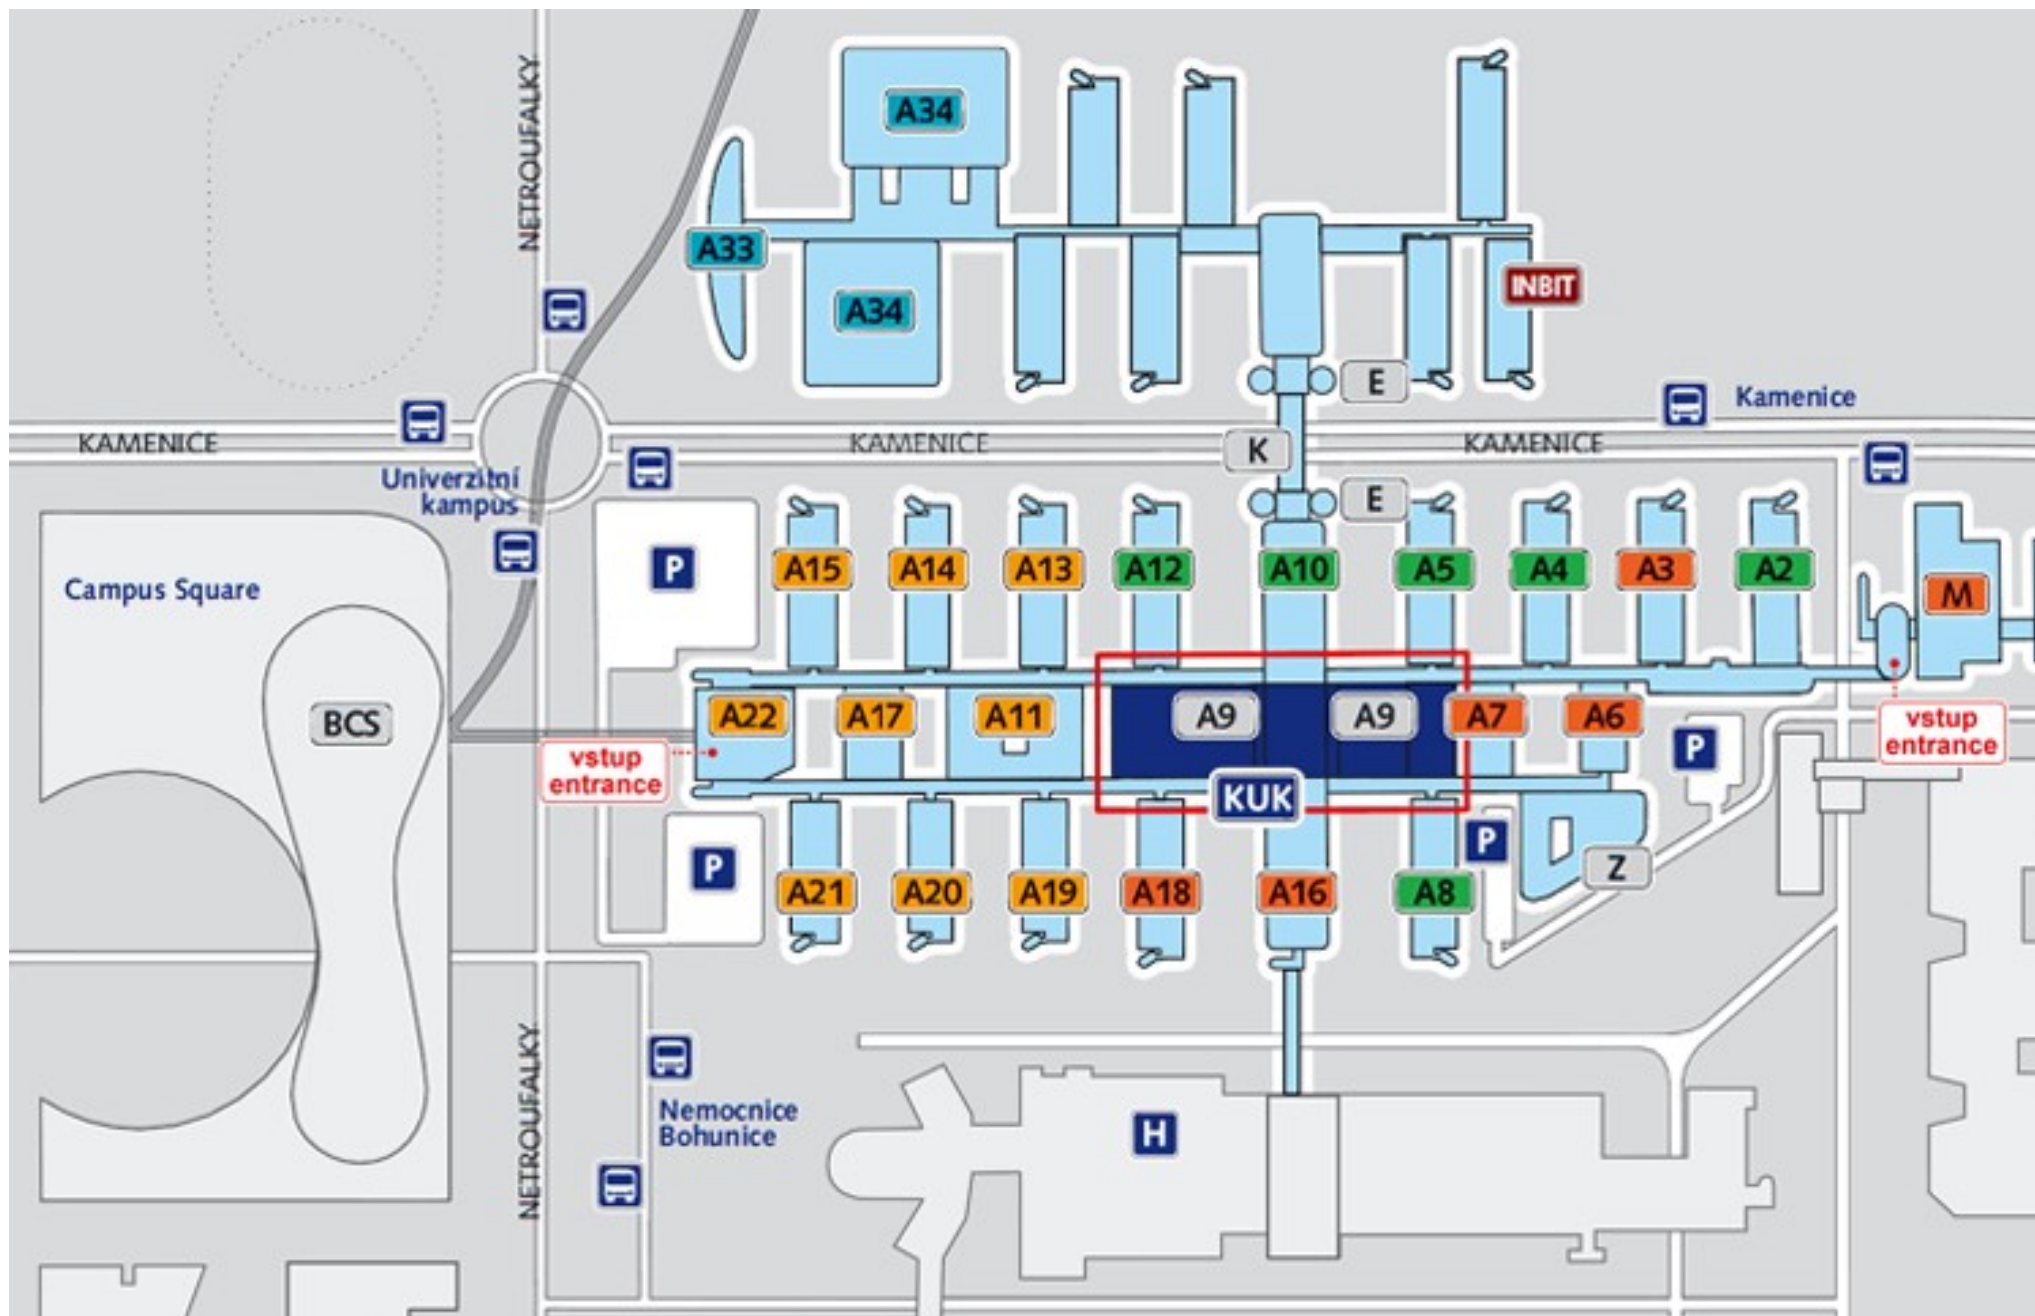 NETROUFALKY
A34
A33
A34
INBIT
E
Kamenice
KAMENICE
KAMENICE
K
KAMENICE
Univerzitní
kampus
E
P
A15
A14
A13
A12
A10
A5
A4
A3
A2
M
Campus Square
BCS
A22
A17
A11
A9
A9
A7
A6
P
vstup
entrance
vstup
entrance
KUK
P
P
Z
A21
A20
A19
A18
A16
A8
NETROUFALKY
Nemocnice
Bohunice
H